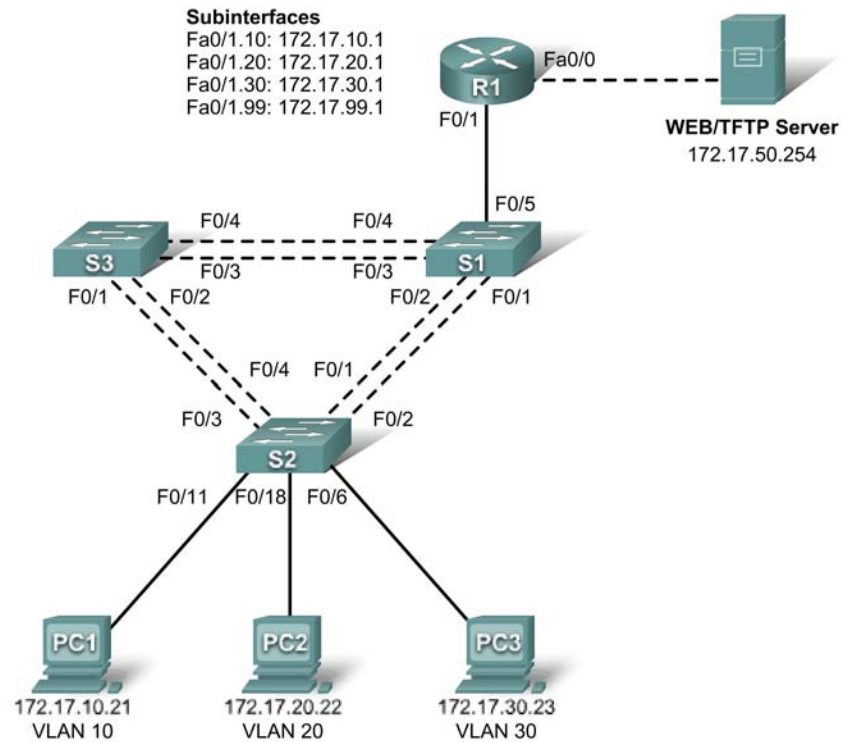 Subinterfaces
Fa0/1.10: 172.17.10.1
Fa0/1.20: 172.17.20.1
Fa0/1.30: 172.17.30.1
Fa0/1.99: 172.17.99.1
R1
Fa0/0
F0/1
WEB/TFTP Server
172.17.50.254
F0/5
F0/4
F0/4
S3
S1
F0/3
F0/3
F0/1
F0/2
F0/2
F0/1
F0/4
F0/1
F0/3
F0/2
S2
F0/11
F0/18
F0/6
PC1
PC2
PC3
172.17.10.21
VLAN 10
172.17.20.22
VLAN 20
172.17.30.23
VLAN 30